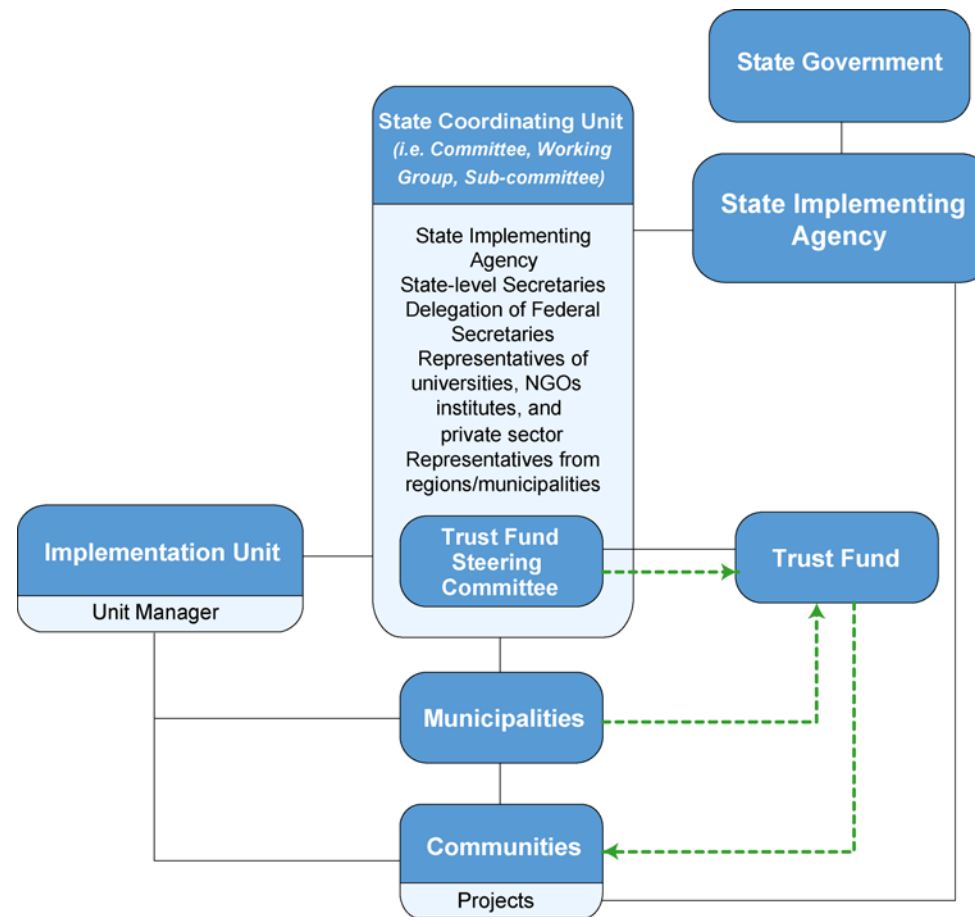 State Government
State Coordinating Unit
(i.e. Committee, Working
Group, Sub-committee)
State Implementing
Agency
State Implementing
Agency
State-level Secretaries
Delegation of Federal
Secretaries
Representatives of
universities, NGOs
institutes, and
private sector
Representatives from
regions/municipalities
Implementation Unit
Unit Manager
Trust Fund
Steering
Committee
Trust Fund
Municipalities
Communities
Projects